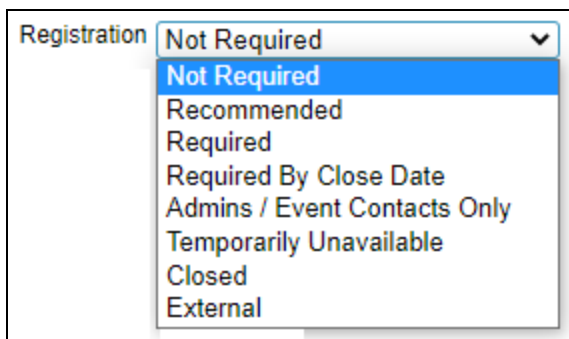 Registration Not Required
Not Required
Recommended
Required
Required By Close Date
Admins / Event Contacts Only
Temporarily Unavailable
Closed
External